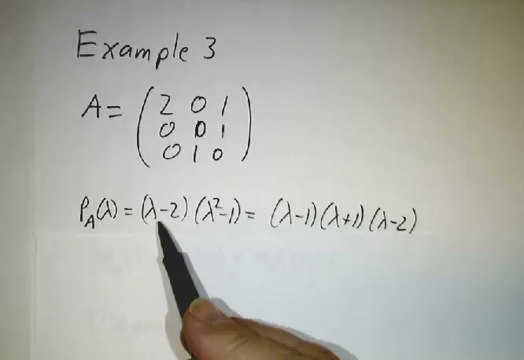 Example 3
A = ( 2 0 1
0 0 1
0 1 0 )
P_A(λ) = (λ-2)(λ²-1) = (λ-1)(λ+1)(λ-2)